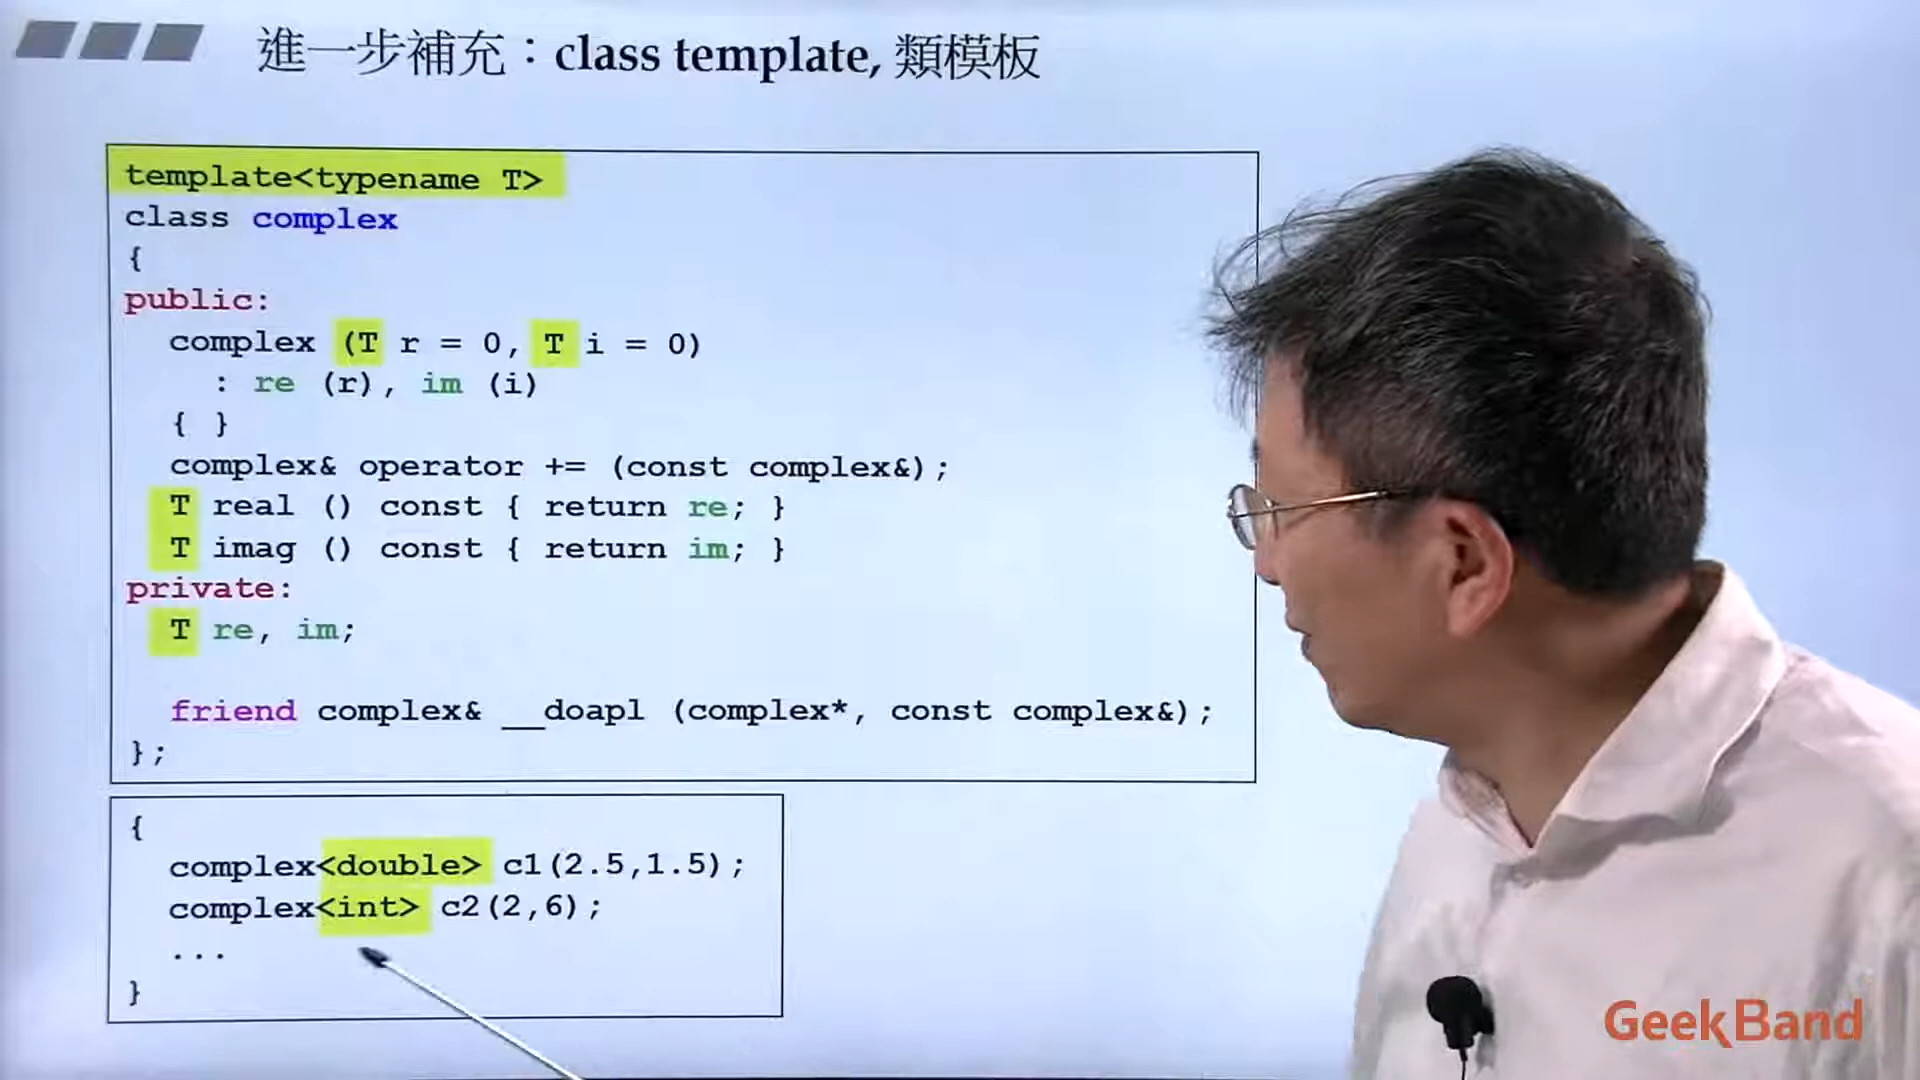 進一步補充：class template, 類模板
template<typename T>
class complex
{
public:
complex (T r = 0, T i = 0)
: re (r), im (i)
{ }
complex& operator += (const complex&);
T real () const { return re; }
T imag () const { return im; }
private:
T re, im;
friend complex& __doapl (complex*, const complex&);
};
{
complex<double> c1(2.5,1.5);
complex<int> c2(2,6);
...
}
GeekBand